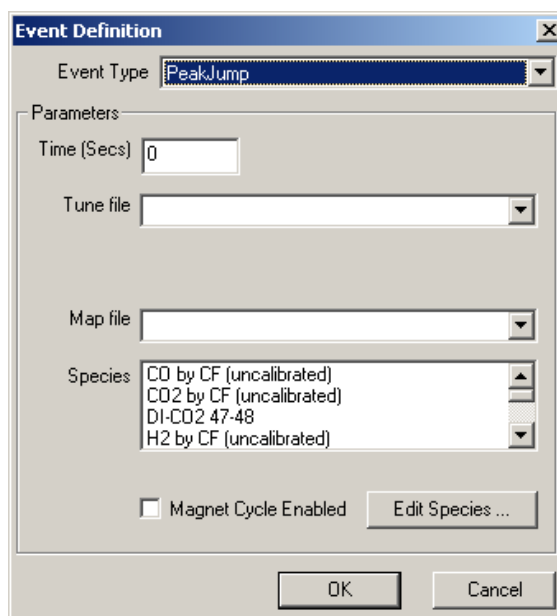 Event Definition
Event Type PeakJump
Parameters
Time (Secs) 0
Tune file
Map file
Species CO by CF (uncalibrated)
CO2 by CF (uncalibrated)
DI-CO2 47-48
H2 by CF (uncalibrated)
Magnet Cycle Enabled Edit Species ...
OK Cancel